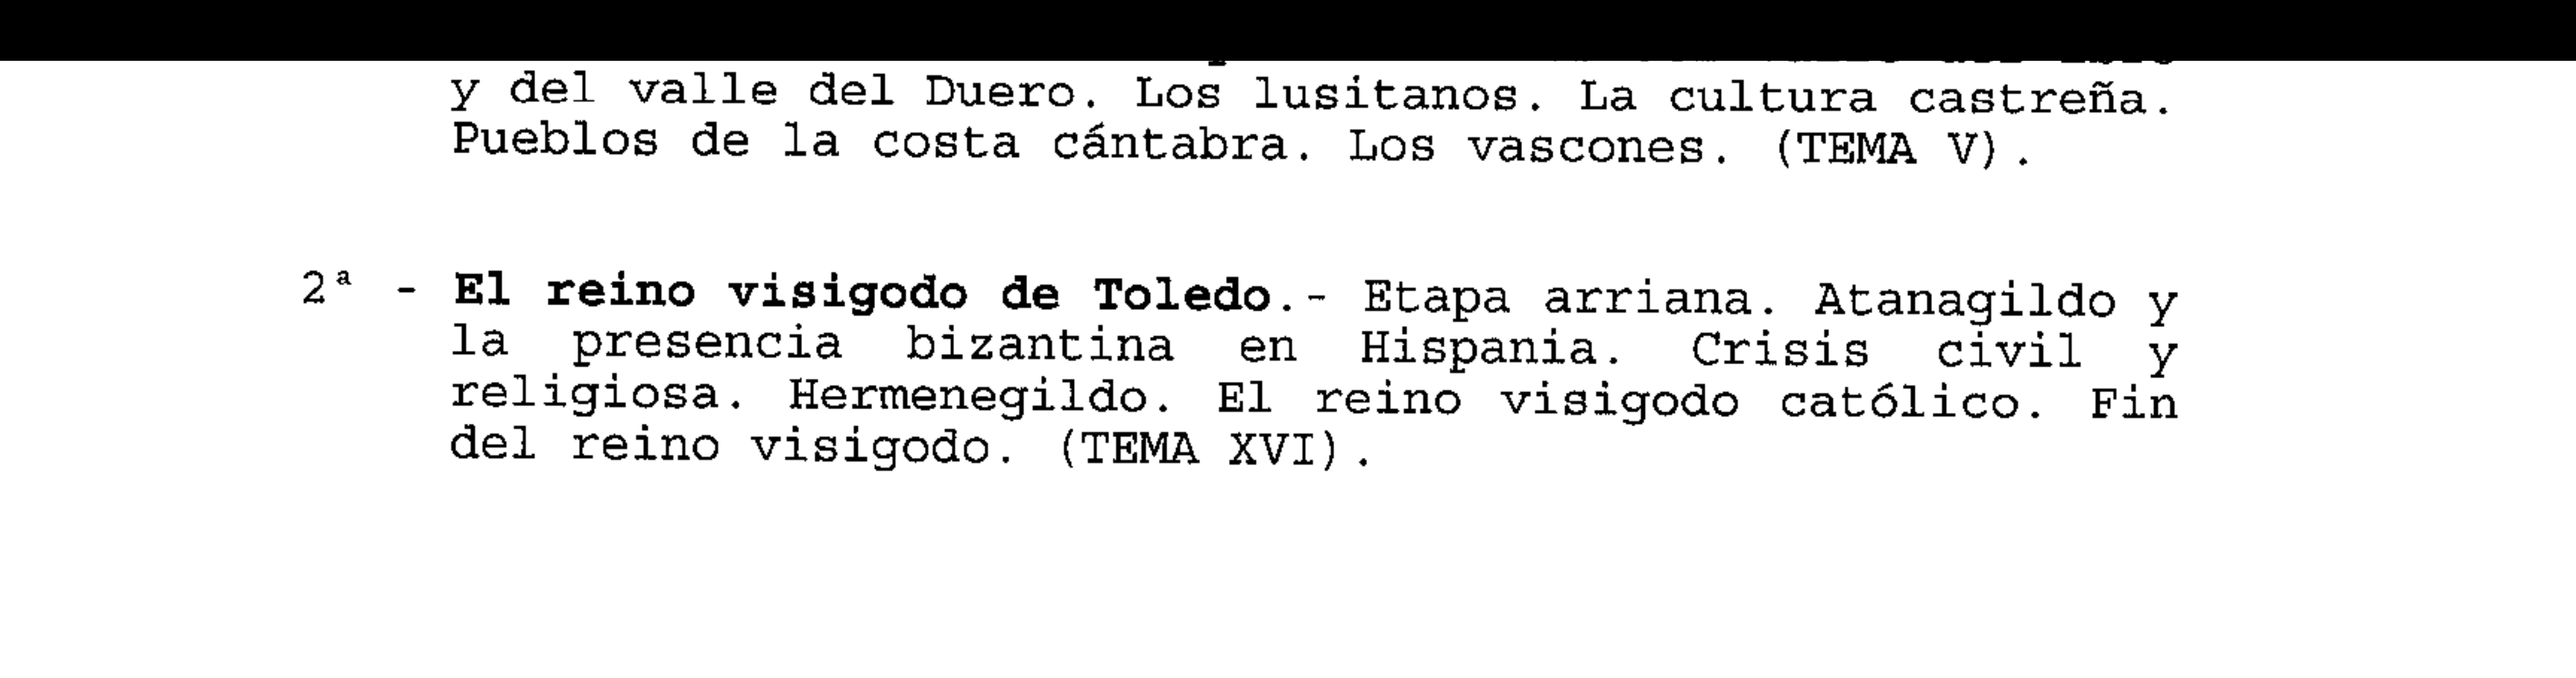 y del valle del Duero. Los lusitanos. La cultura castreña.
Pueblos de la costa cántabra. Los vascones. (TEMA V).
2ª - El reino visigodo de Toledo.- Etapa arriana. Atanagildo y
la presencia bizantina en Hispania. Crisis civil y
religiosa. Hermenegildo. El reino visigodo católico. Fin
del reino visigodo. (TEMA XVI).